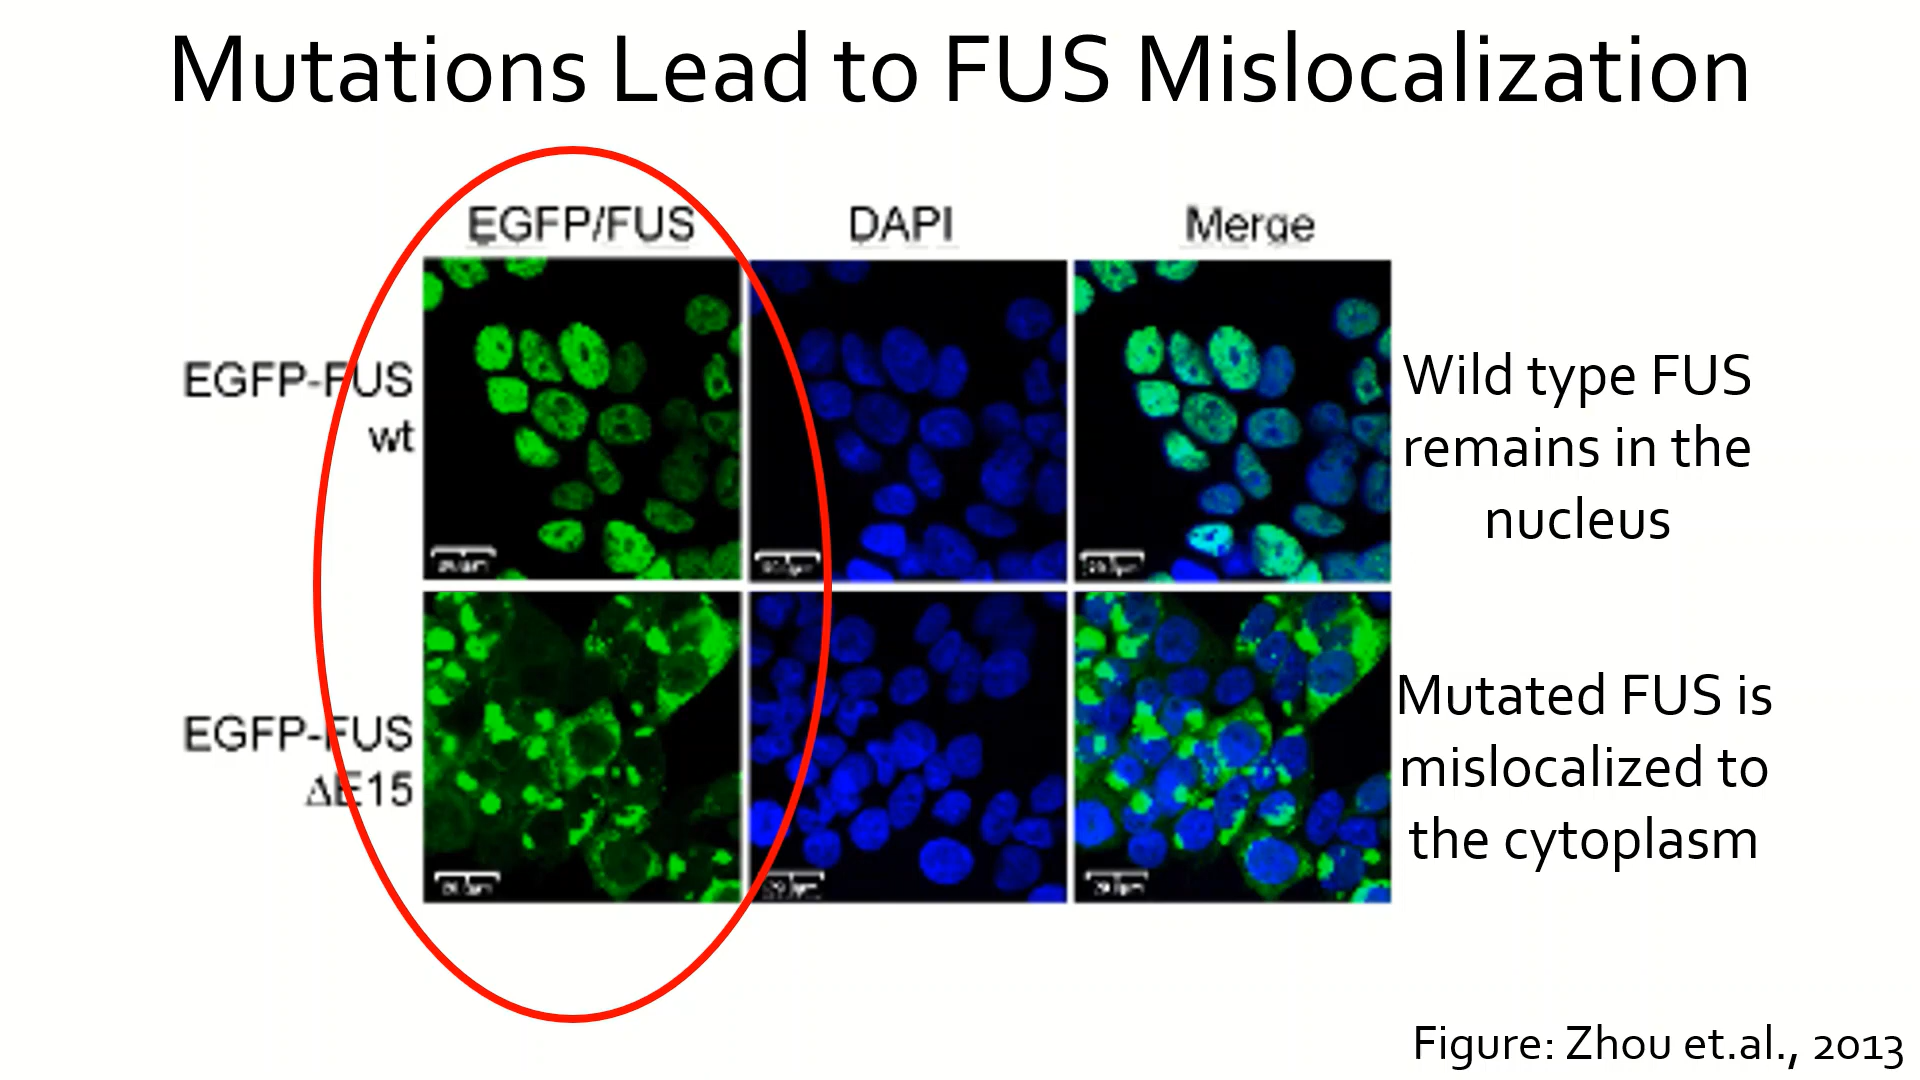 Mutations Lead to FUS Mislocalization
EGFP/FUS
DAPI
Merge
EGFP-FUS
wt
Wild type FUS
remains in the
nucleus
EGFP-FUS
ΔE15
Mutated FUS is
mislocalized to
the cytoplasm
Figure: Zhou et.al., 2013